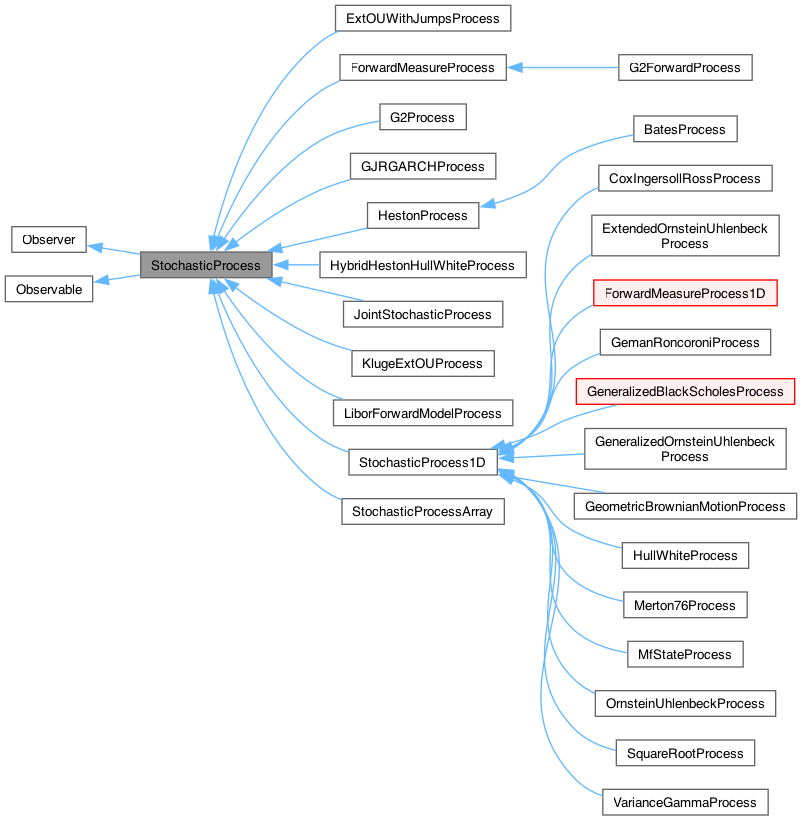 Observer
Observable
StochasticProcess
ExtOUWithJumpsProcess
ForwardMeasureProcess
G2Process
GJRGARCHProcess
HestonProcess
HybridHestonHullWhiteProcess
JointStochasticProcess
KlugeExtOUProcess
LiborForwardModelProcess
StochasticProcess1D
StochasticProcessArray
G2ForwardProcess
BatesProcess
CoxIngersollRossProcess
ExtendedOrnsteinUhlenbeck
Process
ForwardMeasureProcess1D
GemanRoncoroniProcess
GeneralizedBlackScholesProcess
GeneralizedOrnsteinUhlenbeck
Process
GeometricBrownianMotionProcess
HullWhiteProcess
Merton76Process
MfStateProcess
OrnsteinUhlenbeckProcess
SquareRootProcess
VarianceGammaProcess